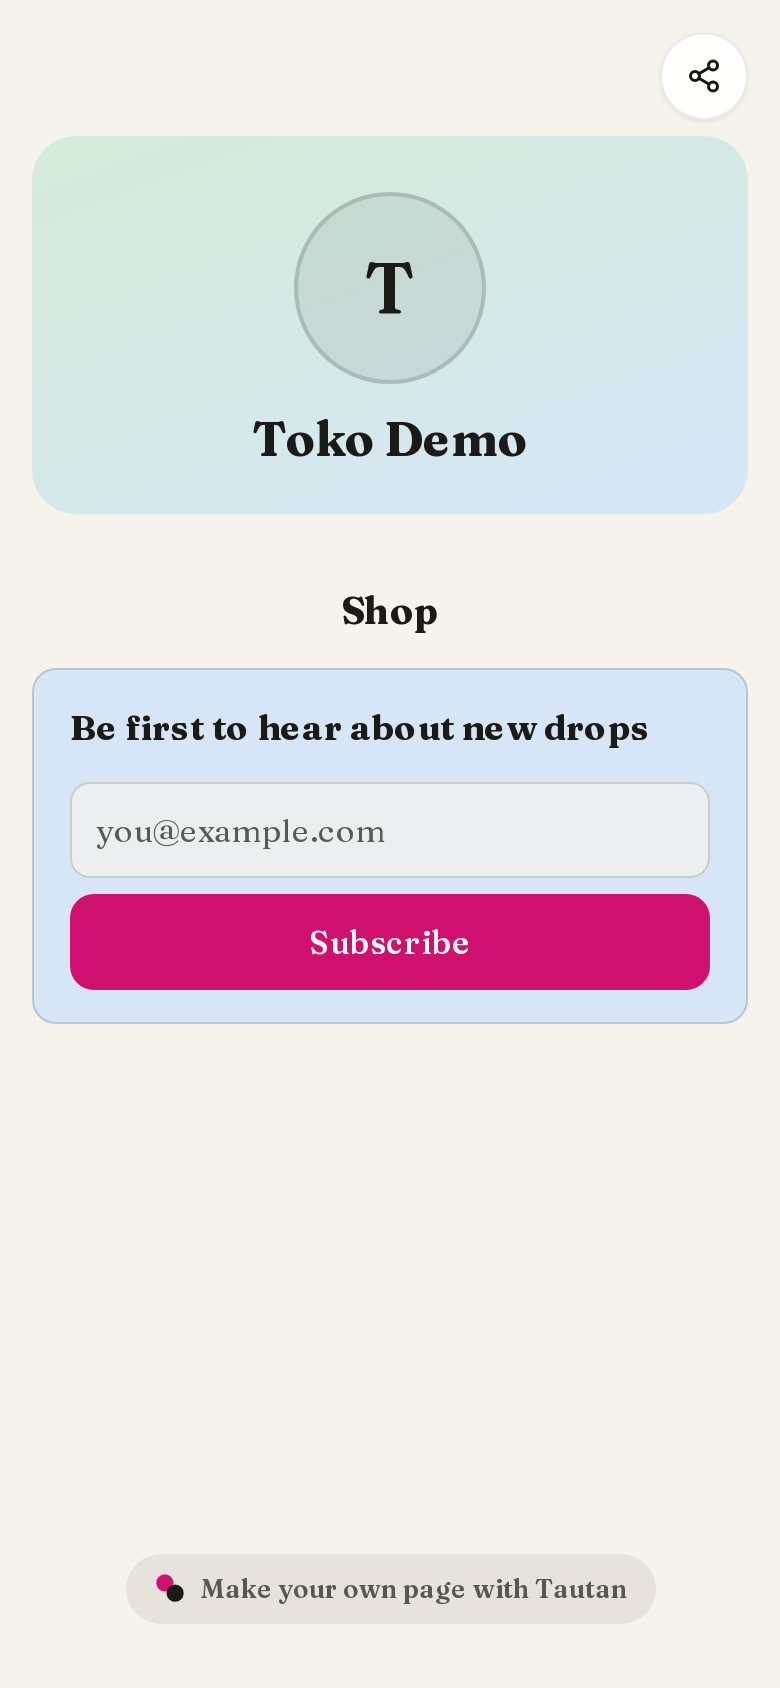 T
Toko Demo
Shop
Be first to hear about new drops
you@example.com
Subscribe
Make your own page with Tautan